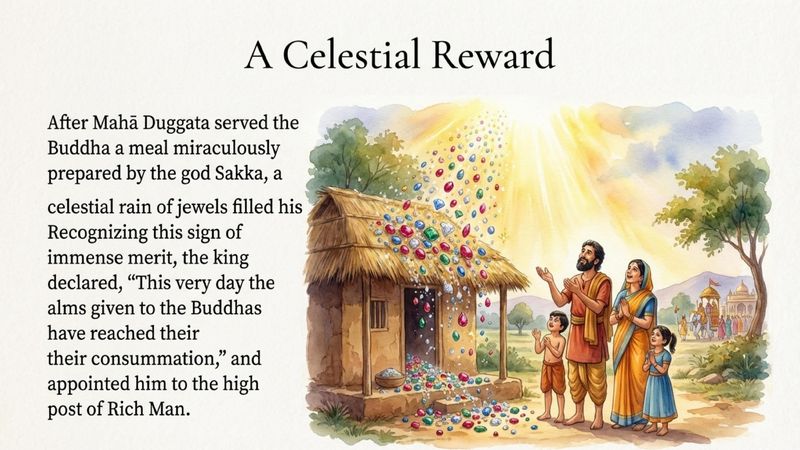 A Celestial Reward
After Mahā Duggata served the
Buddha a meal miraculously
prepared by the god Sakka, a
celestial rain of jewels filled his
Recognizing this sign of
immense merit, the king
declared, “This very day the
alms given to the Buddhas
have reached their
their consummation,” and
appointed him to the high
post of Rich Man.